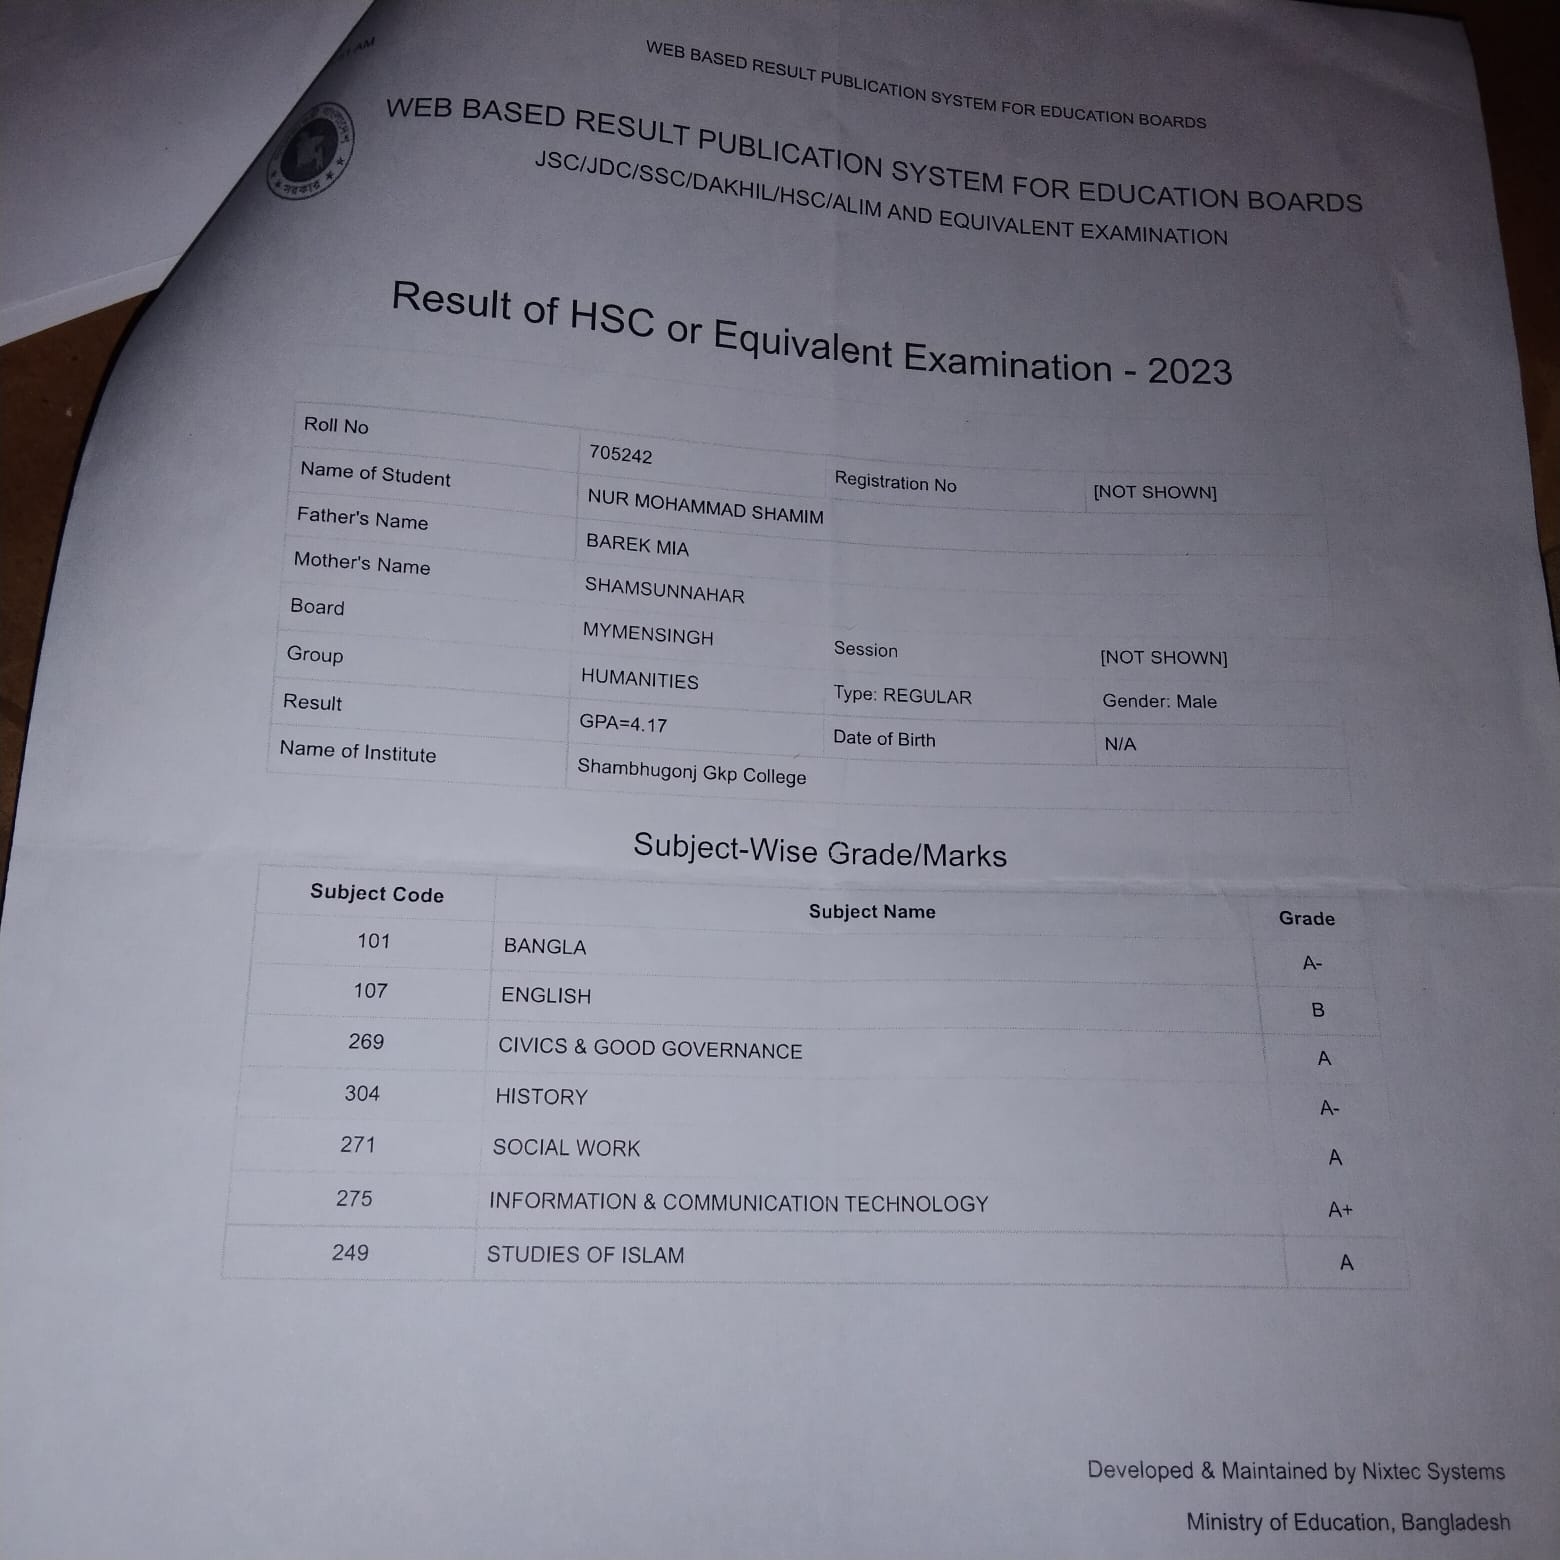 AM
WEB BASED RESULT PUBLICATION SYSTEM FOR EDUCATION BOARDS
WEB BASED RESULT PUBLICATION SYSTEM FOR EDUCATION BOARDS
JSC/JDC/SSC/DAKHIL/HSC/ALIM AND EQUIVALENT EXAMINATION
সরকার
Result of HSC or Equivalent Examination - 2023
Roll No 705242 Registration No [NOT SHOWN]
Name of Student NUR MOHAMMAD SHAMIM
Father's Name BAREK MIA
Mother's Name SHAMSUNNAHAR
Board MYMENSINGH Session [NOT SHOWN]
Group HUMANITIES Type: REGULAR Gender: Male
Result GPA=4.17 Date of Birth N/A
Name of Institute Shambhugonj Gkp College
Subject-Wise Grade/Marks
Subject Code Subject Name Grade
101 BANGLA A-
107 ENGLISH B
269 CIVICS & GOOD GOVERNANCE A
304 HISTORY A-
271 SOCIAL WORK A
275 INFORMATION & COMMUNICATION TECHNOLOGY A+
249 STUDIES OF ISLAM A
Developed & Maintained by Nixtec Systems
Ministry of Education, Bangladesh